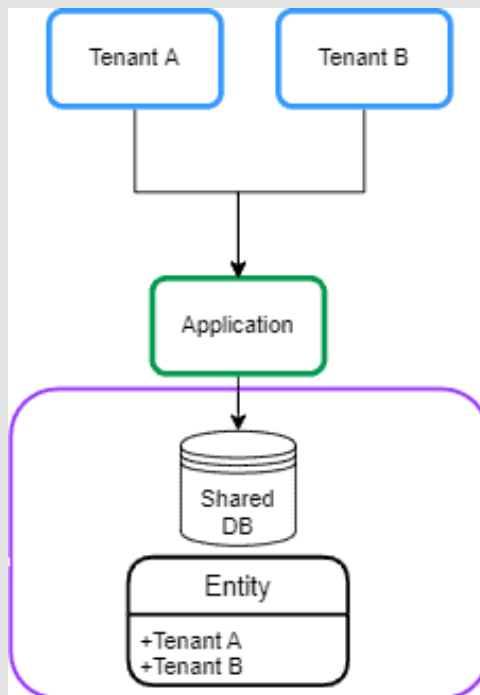 Tenant A
Tenant B
Application
Shared
DB
Entity
+Tenant A
+Tenant B